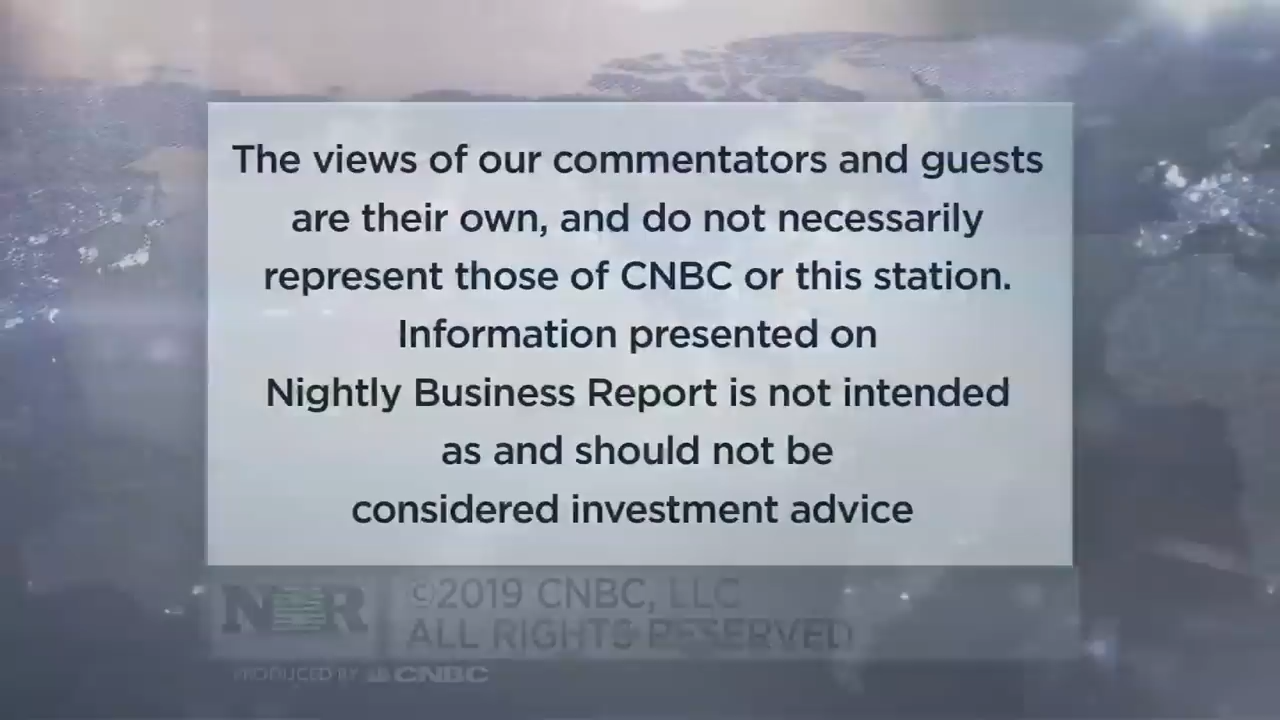 The views of our commentators and guests
are their own, and do not necessarily
represent those of CNBC or this station.
Information presented on
Nightly Business Report is not intended
as and should not be
considered investment advice
NBR
©2019 CNBC, LLC
ALL RIGHTS RESERVED
PRODUCED BY CNBC